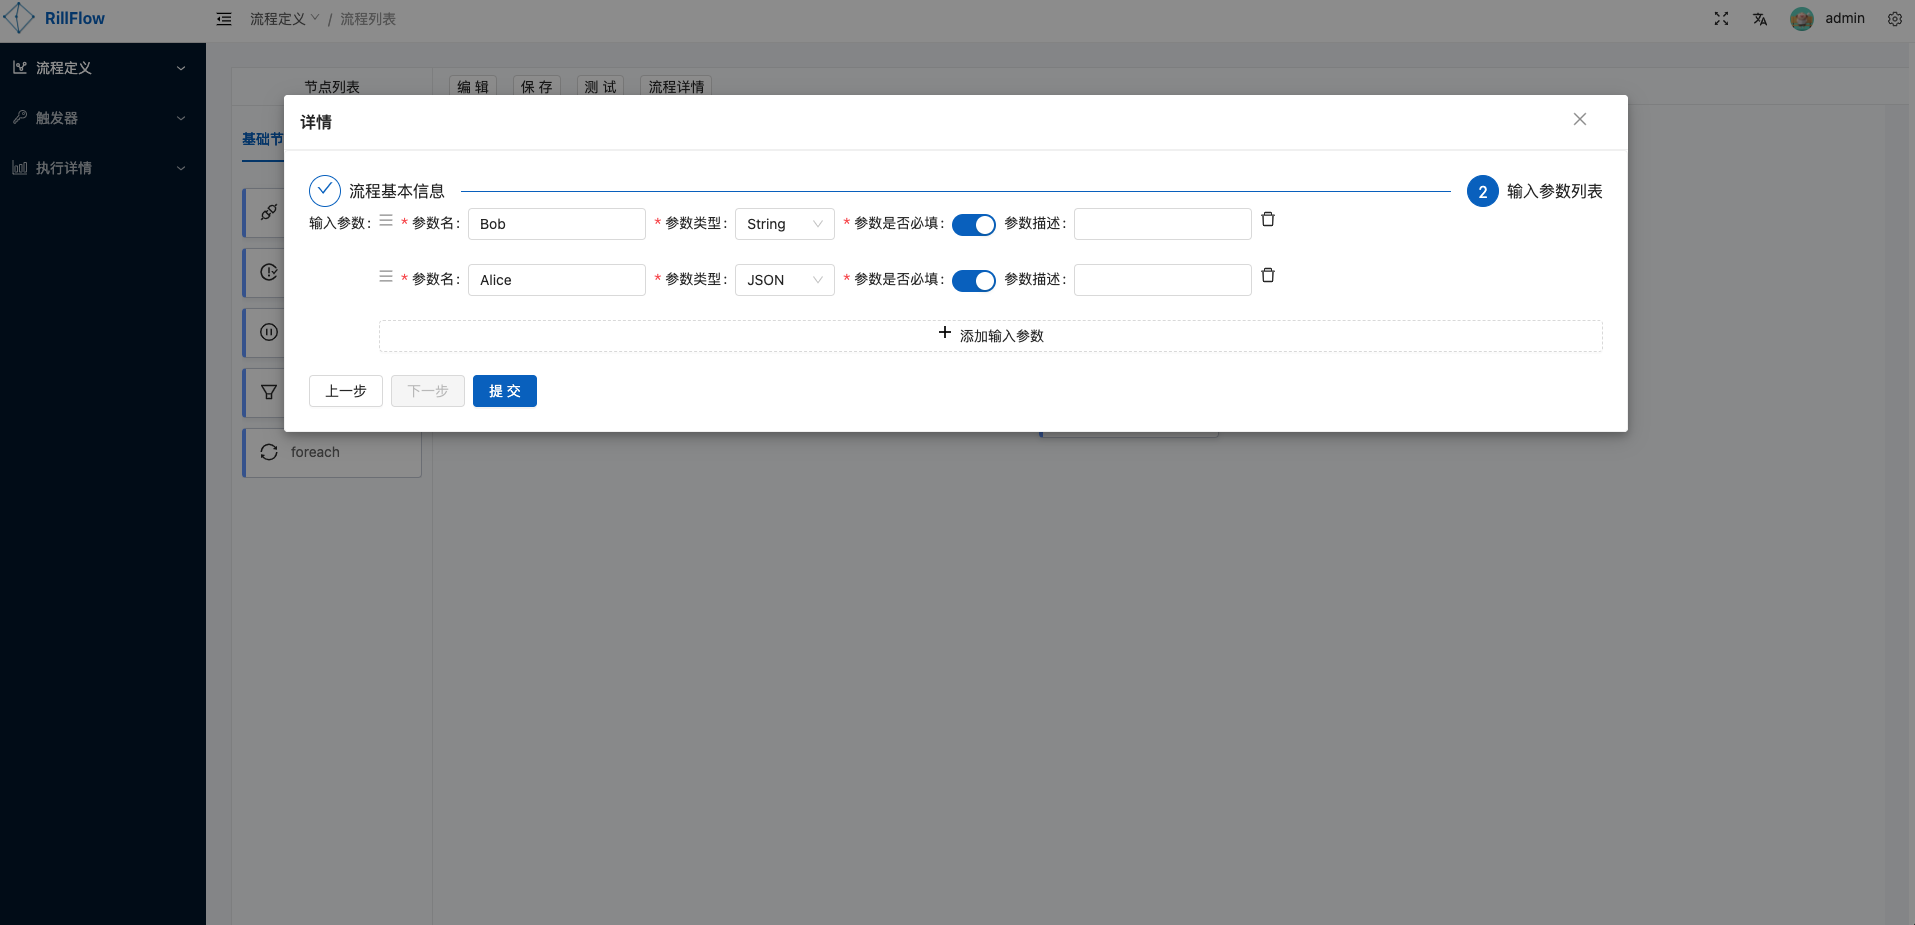 RillFlow
流程定义 / 流程列表
admin
流程定义
触发器
执行详情
节点列表
编 辑
保 存
测 试
流程详情
基础节
详情
流程基本信息
2 输入参数列表
输入参数: * 参数名: Bob * 参数类型: String * 参数是否必填: 参数描述:
* 参数名: Alice * 参数类型: JSON * 参数是否必填: 参数描述:
添加输入参数
上一步 下一步 提 交
foreach